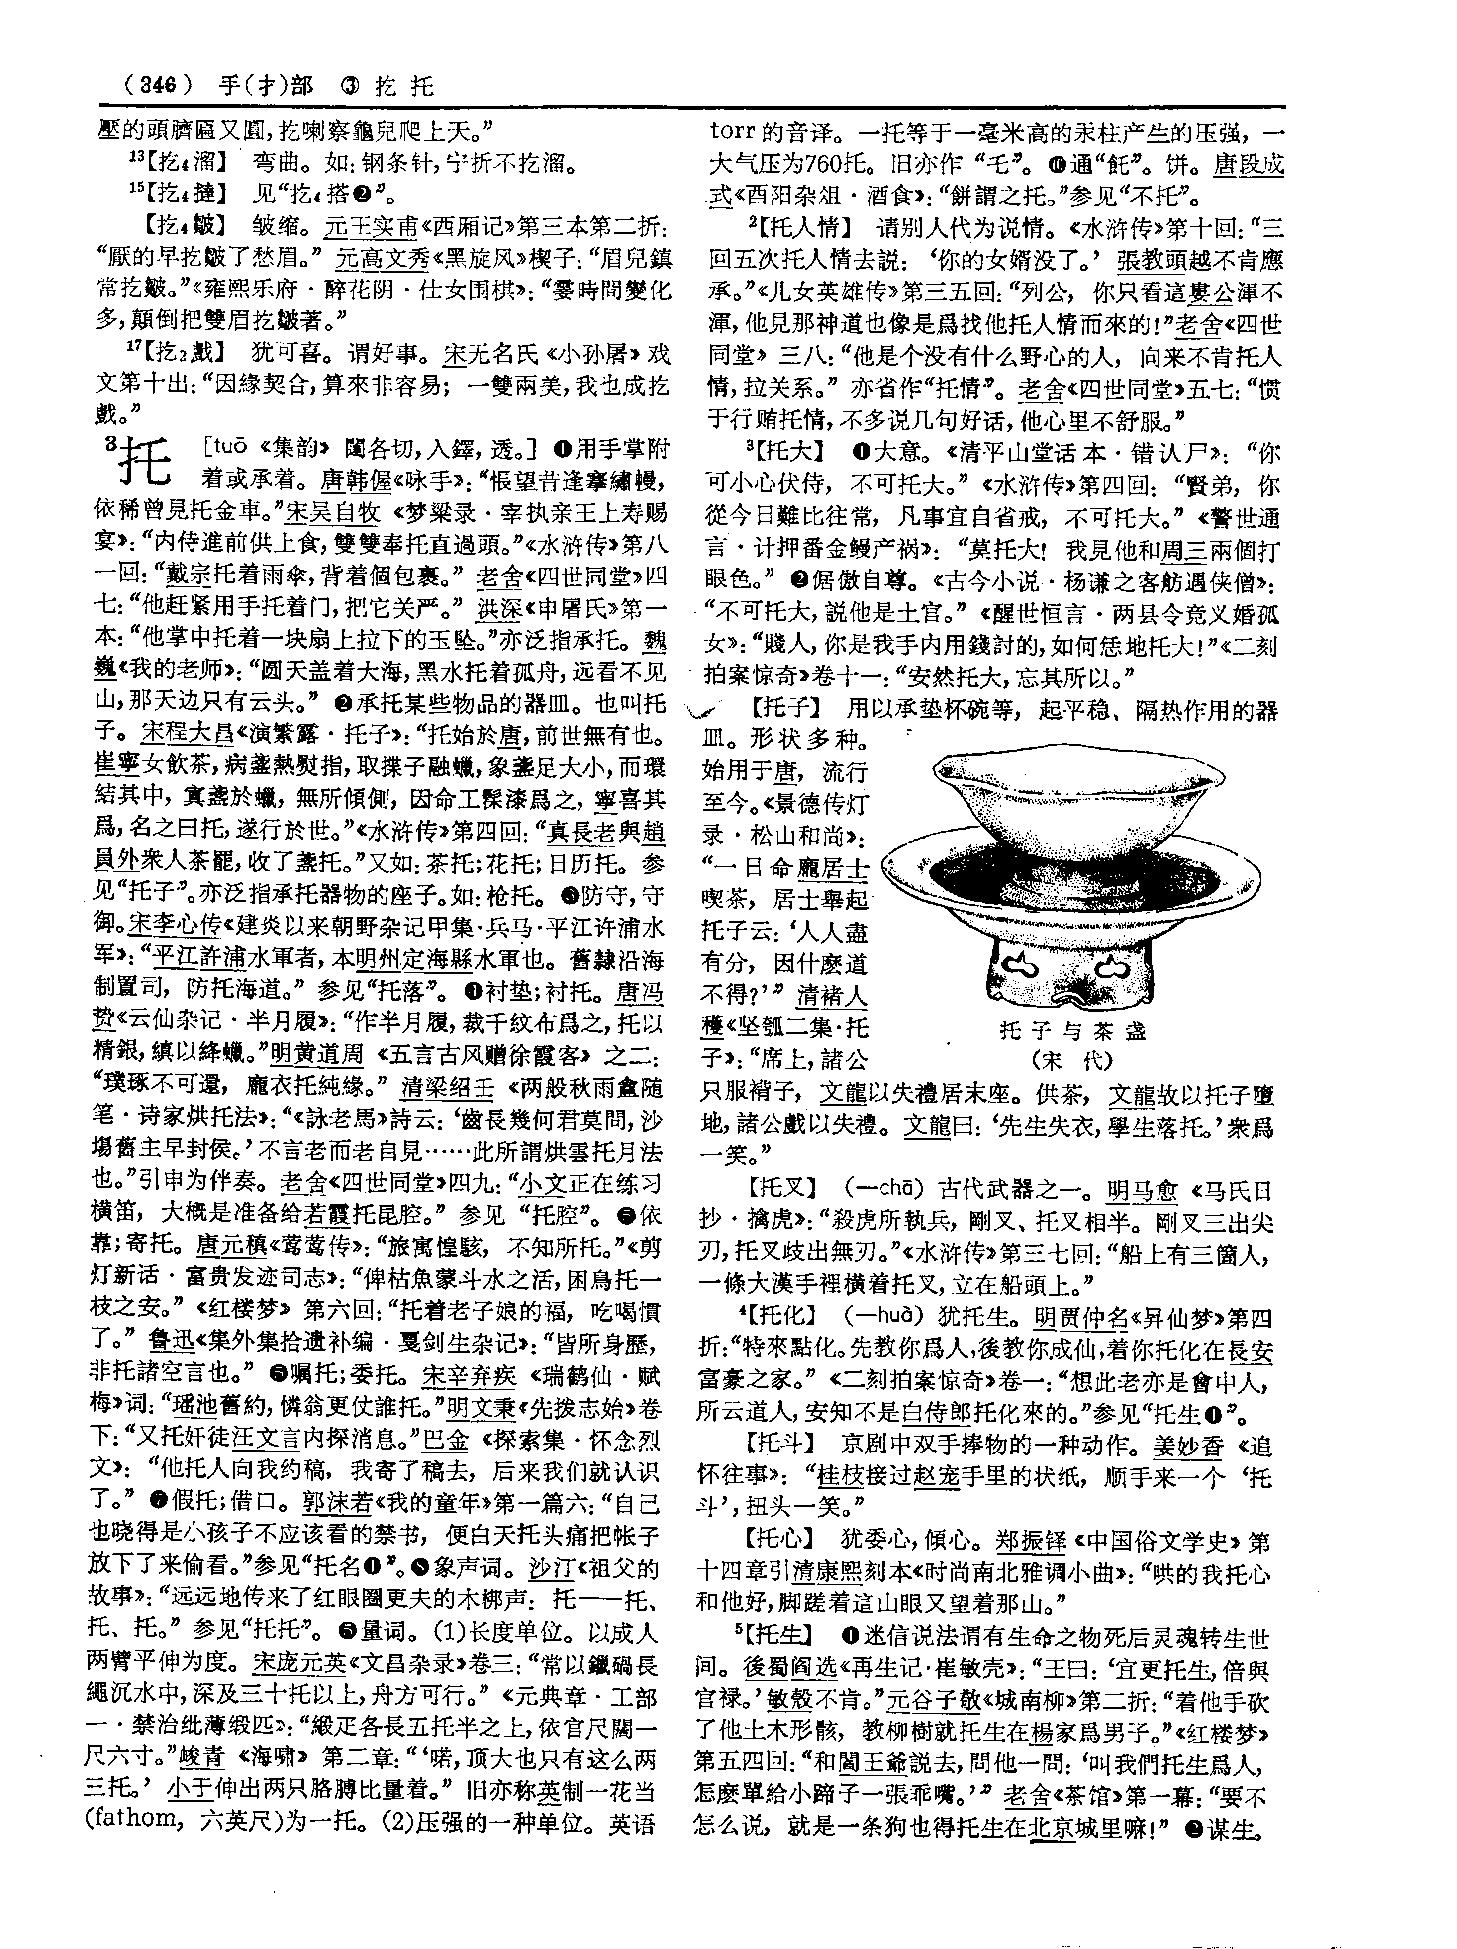 （346） 手（扌）部 ③ 扢 托
壓的頭臍區又圓，扢喇察龜兒爬上天。”
13【扢4溜】 弯曲。如：钢条针，宁折不扢溜。
15【扢4撻】 见“扢4搭❷”。
【扢4皺】 皱缩。元王实甫《西厢记》第三本第二折：
“厭的早扢皺了愁眉。” 元高文秀《黑旋风》楔子：“眉兒鎮
常扢皺。”《雍熙乐府·醉花阴·仕女围棋》：“霎時間變化
多，顛倒把雙眉扢皺著。”
17【扢2戲】 犹可喜。谓好事。宋无名氏《小孙屠》戏
文第十出：“因緣契合，算來非容易；一雙兩美，我也成扢
戲。”
3托 [tuō 《集韵》 闥各切，入鐸，透。] ❶用手掌附
着或承着。唐韩偓《咏手》：“悵望昔逢搴繡幔，
依稀曾見托金車。”宋吴自牧《梦粱录·宰执亲王上寿赐
宴》：“内侍進前供上食，雙雙奉托直過頭。”《水浒传》第八
一回：“戴宗托着雨傘，背着個包裹。” 老舍《四世同堂》四
七：“他赶紧用手托着门，把它关严。” 洪深《申屠氏》第一
本：“他掌中托着一块扇上拉下的玉坠。”亦泛指承托。魏
巍《我的老师》：“圆天盖着大海，黑水托着孤舟，远看不见
山，那天边只有云头。” ❷承托某些物品的器皿。也叫托
子。宋程大昌《演繁露·托子》：“托始於唐，前世無有也。
崔寧女飲茶，病盞熱熨指，取楪子融蠟，象盞足大小，而環
結其中，寘盞於蠟，無所傾側，因命工髹漆爲之，寧喜其
爲，名之曰托，遂行於世。”《水浒传》第四回：“真長老與趙
員外衆人茶罷，收了盞托。”又如：茶托；花托；日历托。参
见“托子”。亦泛指承托器物的座子。如：枪托。❸防守，守
御。宋李心传《建炎以来朝野杂记甲集·兵马·平江许浦水
军》：“平江許浦水軍者，本明州定海縣水軍也。舊隸沿海
制置司，防托海道。” 参见“托落”。❹衬垫；衬托。唐冯
贽《云仙杂记·半月履》：“作半月履，裁千紋布爲之，托以
精銀，縝以絳蠟。”明黄道周《五言古风赠徐霞客》之二：
“璞琢不可還，麤衣托純緣。” 清梁绍壬《两般秋雨盦随
笔·诗家烘托法》：“《詠老馬》詩云：‘齒長幾何君莫問，沙
場舊主早封侯。’不言老而老自見……此所謂烘雲托月法
也。”引申为伴奏。老舍《四世同堂》四九：“小文正在练习
横笛，大概是准备给若霞托昆腔。” 参见“托腔”。❺依
靠；寄托。唐元稹《莺莺传》：“旅寓惶駭，不知所托。”《剪
灯新话·富贵发迹司志》：“俾枯魚蒙斗水之活，困鳥托一
枝之安。”《红楼梦》第六回：“托着老子娘的福，吃喝慣
了。” 鲁迅《集外集拾遗补编·戛剑生杂记》：“皆所身歷，
非托諸空言也。” ❻嘱托；委托。宋辛弃疾《瑞鹤仙·赋
梅》词：“瑶池舊約，憐翁更仗誰托。”明文秉《先拨志始》卷
下：“又托奸徒汪文言内探消息。”巴金《探索集·怀念烈
文》：“他托人向我约稿，我寄了稿去，后来我们就认识
了。” ❼假托；借口。郭沫若《我的童年》第一篇六：“自己
也晓得是小孩子不应该看的禁书，便白天托头痛把帐子
放下了来偷看。”参见“托名❶”。❽象声词。沙汀《祖父的
故事》：“远远地传来了红眼圈更夫的木梆声：托——托、
托、托。”参见“托托”。❾量词。(1)长度单位。以成人
两臂平伸为度。宋庞元英《文昌杂录》卷三：“常以鐵碢長
繩沉水中，深及三十托以上，舟方可行。”《元典章·工部
一·禁治纰薄缎匹》：“緞疋各長五托半之上，依官尺闊一
尺六寸。”峻青《海啸》第二章：“‘喏，顶大也只有这么两
三托。’小于伸出两只胳膊比量着。” 旧亦称英制一花当
(fathom，六英尺)为一托。(2)压强的一种单位。英语
torr的音译。一托等于一毫米高的汞柱产生的压强，一
大气压为760托。旧亦作“乇”。❿通“飥”。饼。唐段成
式《酉阳杂俎·酒食》：“餅謂之托。”参见“不托”。
2【托人情】 请别人代为说情。《水浒传》第十回：“三
回五次托人情去説：‘你的女婿没了。’張教頭越不肯應
承。”《儿女英雄传》第三五回：“列公，你只看這婁公渾不
渾，他見那神道也像是爲找他托人情而來的！”老舍《四世
同堂》三八：“他是个没有什么野心的人，向来不肯托人
情，拉关系。” 亦省作“托情”。老舍《四世同堂》五七：“惯
于行贿托情，不多说几句好话，他心里不舒服。”
3【托大】 ❶大意。《清平山堂话本·错认尸》：“你
可小心伏侍，不可托大。”《水浒传》第四回：“賢弟，你
從今日難比往常，凡事宜自省戒，不可托大。”《警世通
言·计押番金鳗产祸》：“莫托大！我見他和周三兩個打
眼色。” ❷倨傲自尊。《古今小说·杨谦之客舫遇侠僧》：
“不可托大，説他是土官。”《醒世恒言·两县令竞义婚孤
女》：“賤人，你是我手内用錢討的，如何恁地托大！”《二刻
拍案惊奇》卷十一：“安然托大，忘其所以。”
【托子】 用以承垫杯碗等，起平稳、隔热作用的器
皿。形状多种。
始用于唐，流行
至今。《景德传灯
录·松山和尚》：
“一日命龐居士
喫茶，居士舉起
托子云：‘人人盡
有分，因什麽道
不得？’” 清褚人
穫《坚瓠二集·托
子》：“席上，諸公
托子与茶盏
（宋 代）
只服褙子，文龍以失禮居末座。供茶，文龍故以托子墮
地，諸公戲以失禮。文龍曰：‘先生失衣，學生落托。’衆爲
一笑。”
【托叉】 （—chā）古代武器之一。明马愈《马氏日
抄·擒虎》：“殺虎所執兵，剛叉、托叉相半。剛叉三出尖
刃，托叉歧出無刃。”《水浒传》第三七回：“船上有三箇人，
一條大漢手裡横着托叉，立在船頭上。”
4【托化】 （—huà）犹托生。明贾仲名《昇仙梦》第四
折：“特來點化。先教你爲人，後教你成仙，着你托化在長安
富豪之家。”《二刻拍案惊奇》卷一：“想此老亦是會中人，
所云道人，安知不是白侍郎托化來的。”参见“托生❶”。
【托斗】 京剧中双手捧物的一种动作。姜妙香《追
怀往事》：“桂枝接过赵宠手里的状纸，顺手来一个‘托
斗’，扭头一笑。”
【托心】 犹委心，傾心。郑振铎《中国俗文学史》第
十四章引清康熙刻本《时尚南北雅调小曲》：“哄的我托心
和他好，脚蹉着這山眼又望着那山。”
5【托生】 ❶迷信说法谓有生命之物死后灵魂转生世
间。後蜀阎选《再生记·崔敏壳》：“王曰：‘宜更托生，倍與
官禄。’敏殼不肯。”元谷子敬《城南柳》第二折：“着他手砍
了他土木形骸，教柳樹就托生在楊家爲男子。”《红楼梦》
第五四回：“和閻王爺説去，問他一問：‘叫我們托生爲人，
怎麽單給小蹄子一張乖嘴。’” 老舍《茶馆》第一幕：“要不
怎么说，就是一条狗也得托生在北京城里嘛！” ❷谋生。